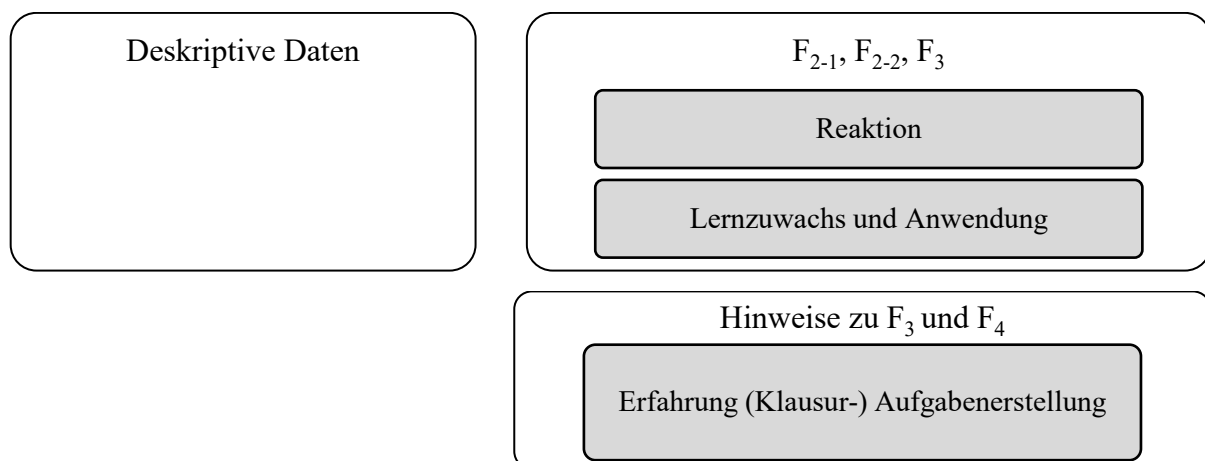 Deskriptive Daten
F2-1, F2-2, F3
Reaktion
Lernzuwachs und Anwendung
Hinweise zu F3 und F4
Erfahrung (Klausur-) Aufgabenerstellung